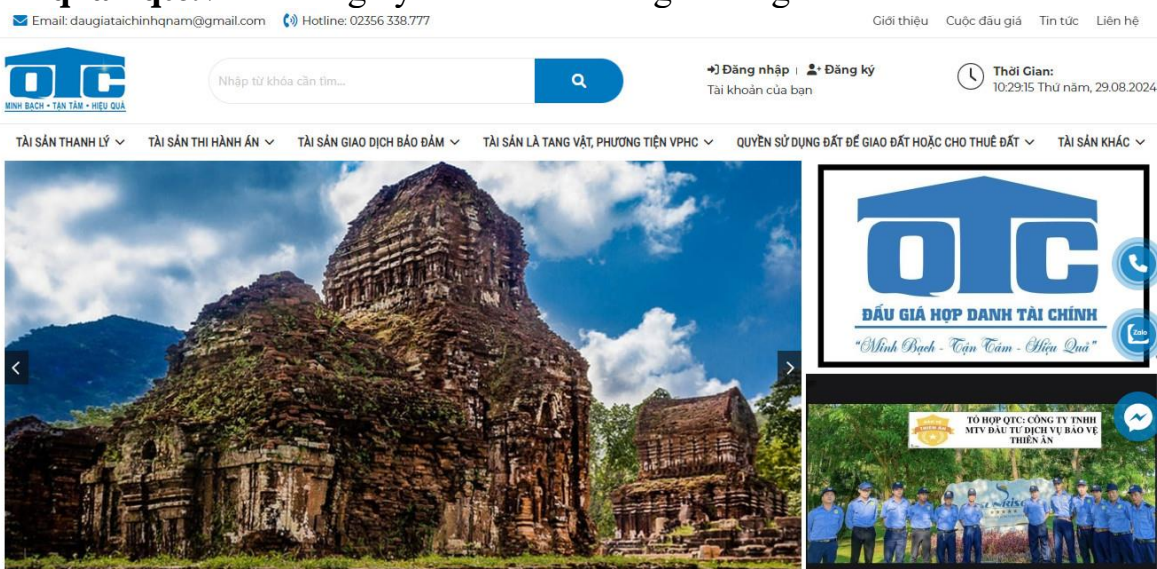 Email: daugiataichinhqnam@gmail.com Hotline: 02356 338.777 Giới thiệu Cuộc đấu giá Tin tức Liên hệ
QTC
MINH BẠCH • TẬN TÂM • HIỆU QUẢ
Nhập từ khóa cần tìm...
Đăng nhập | Đăng ký
Tài khoản của bạn
Thời Gian:
10:29:15 Thứ năm, 29.08.2024
TÀI SẢN THANH LÝ TÀI SẢN THI HÀNH ÁN TÀI SẢN GIAO DỊCH BẢO ĐẢM TÀI SẢN LÀ TANG VẬT, PHƯƠNG TIỆN VPHC QUYỀN SỬ DỤNG ĐẤT ĐỂ GIAO ĐẤT HOẶC CHO THUÊ ĐẤT TÀI SẢN KHÁC
QTC
ĐẤU GIÁ HỢP DANH TÀI CHÍNH
"Minh Bạch - Tận Tâm - Hiệu Quả"
Zalo
TỔ HỢP QTC: CÔNG TY TNHH
MTV ĐẦU TƯ DỊCH VỤ BẢO VỆ
THIÊN ÂN